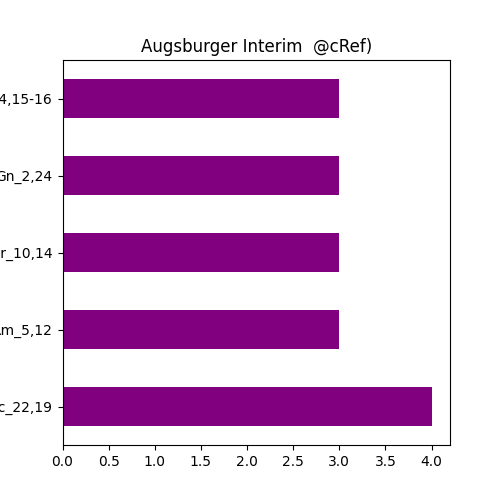 Augsburger Interim  @cRef)
4,15-16
Gn_2,24
r_10,14
m_5,12
c_22,19
0.0 0.5 1.0 1.5 2.0 2.5 3.0 3.5 4.0